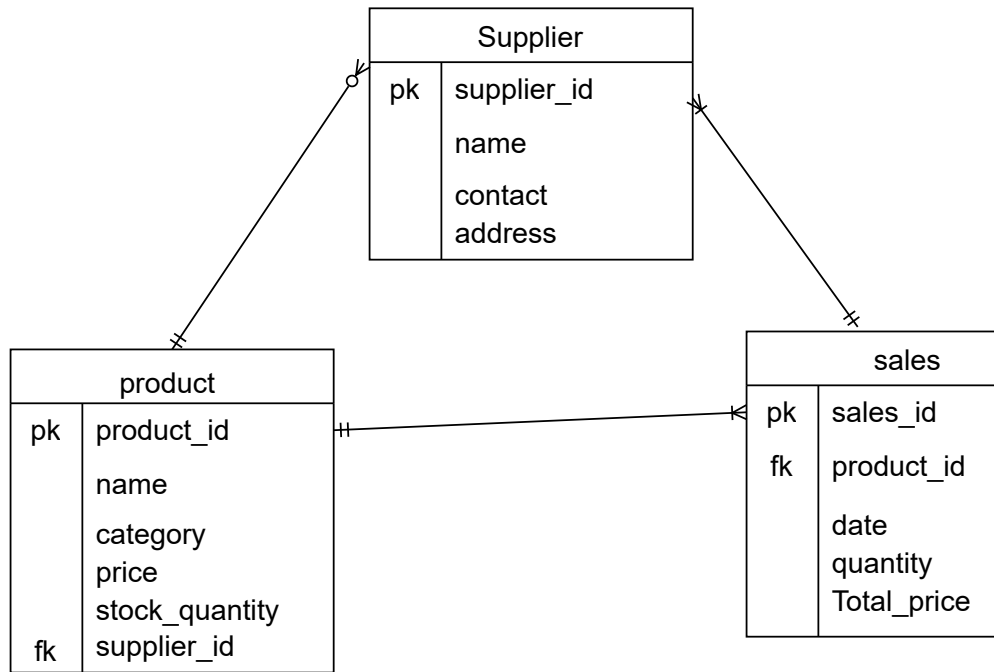 Supplier
pk supplier_id
name
contact
address
product
pk product_id
name
category
price
stock_quantity
fk supplier_id
sales
pk sales_id
fk product_id
date
quantity
Total_price